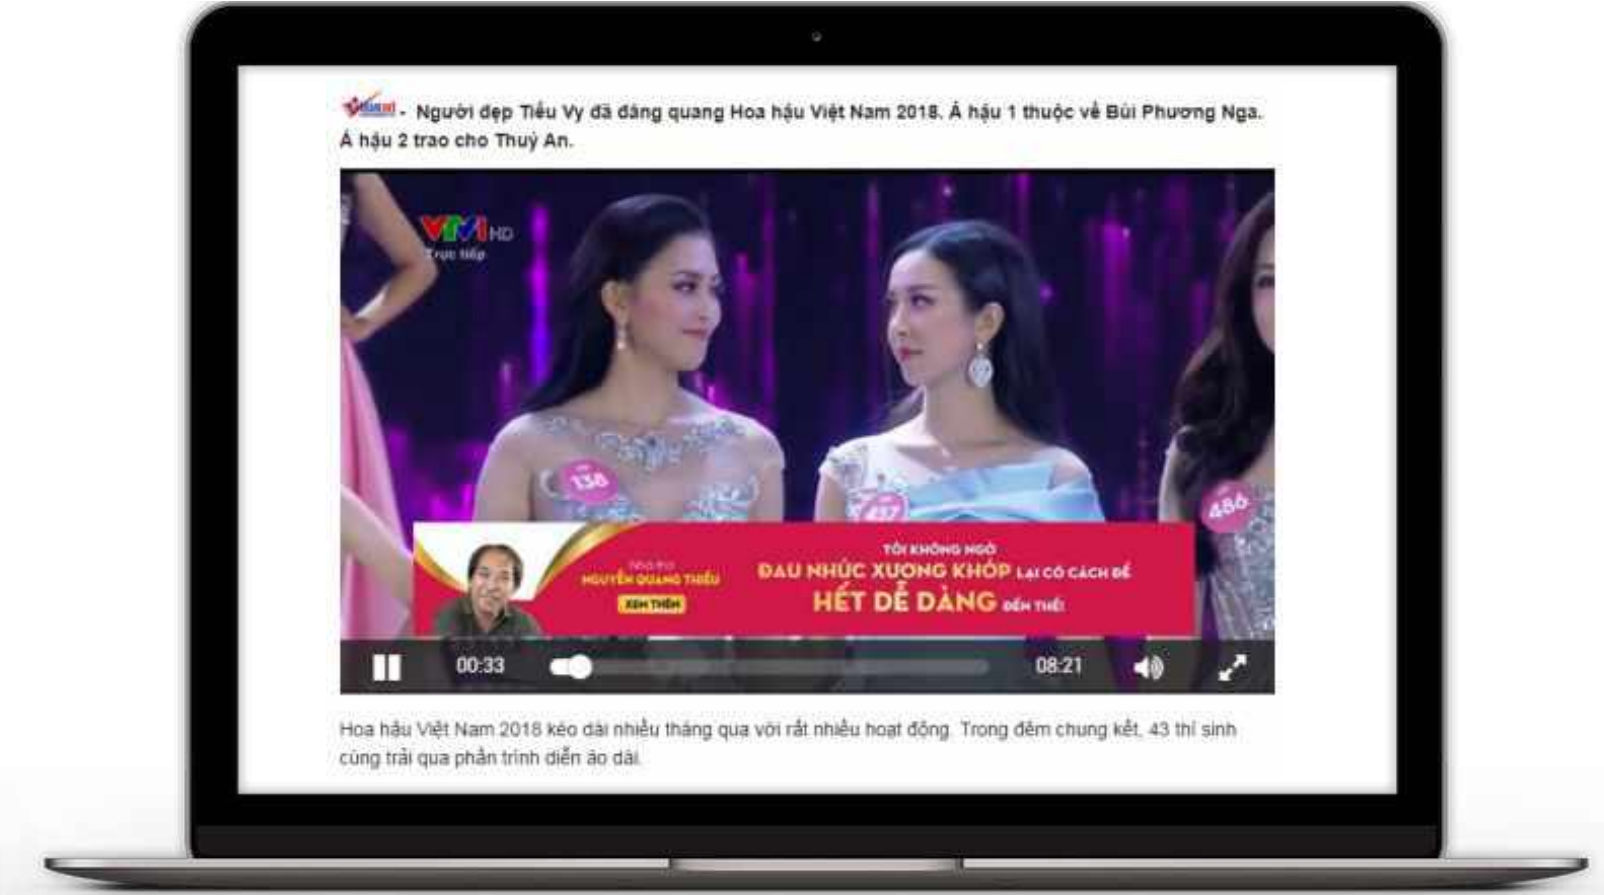 - Người đẹp Tiểu Vy đã đăng quang Hoa hậu Việt Nam 2018. Á hậu 1 thuộc về Bùi Phương Nga.
Á hậu 2 trao cho Thuý An.
VTV1 HD
Trực tiếp
138
437
486
Nhà thơ
NGUYỄN QUANG THIỀU
XEM THÊM
TÔI KHÔNG NGỜ
ĐAU NHỨC XƯƠNG KHỚP LẠI CÓ CÁCH ĐỂ
HẾT DỄ DÀNG ĐẾN THẾ!
00:33
08:21
Hoa hậu Việt Nam 2018 kéo dài nhiều tháng qua với rất nhiều hoạt động. Trong đêm chung kết, 43 thí sinh
cùng trải qua phần trình diễn áo dài.